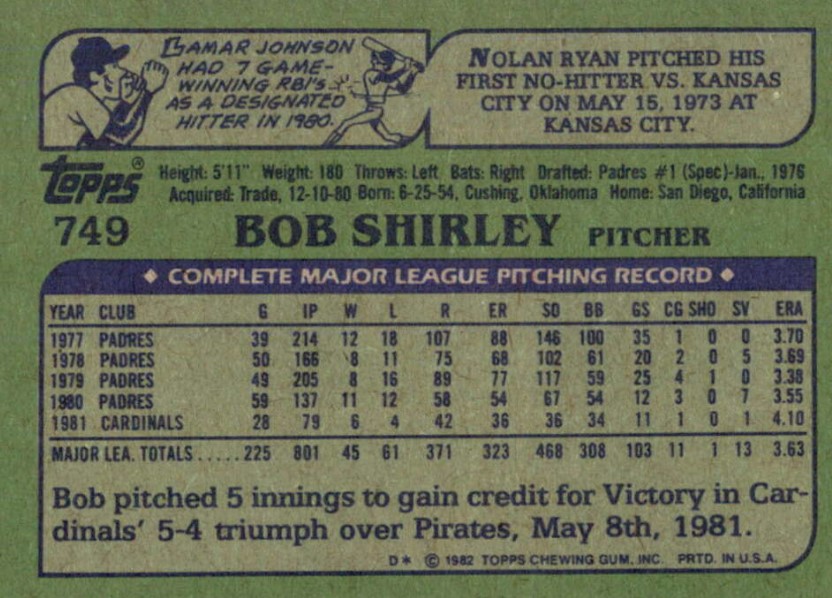 LAMAR JOHNSON
HAD 7 GAME-
WINNING RBI'S
AS A DESIGNATED
HITTER IN 1980.
NOLAN RYAN PITCHED HIS
FIRST NO-HITTER VS. KANSAS
CITY ON MAY 15, 1973 AT
KANSAS CITY.
Topps® Height: 5'11" Weight: 180 Throws: Left Bats: Right Drafted: Padres #1 (Spec)-Jan., 1976
Acquired: Trade, 12-10-80 Born: 6-25-54, Cushing, Oklahoma Home: San Diego, California
749 BOB SHIRLEY PITCHER
◆ COMPLETE MAJOR LEAGUE PITCHING RECORD ◆
YEAR CLUB G IP W L R ER SO BB GS CG SHO SV ERA
1977 PADRES 39 214 12 18 107 88 146 100 35 1 0 0 3.70
1978 PADRES 50 166 8 11 75 68 102 61 20 2 0 5 3.69
1979 PADRES 49 205 8 16 89 77 117 59 25 4 1 0 3.38
1980 PADRES 59 137 11 12 58 54 67 54 12 3 0 7 3.55
1981 CARDINALS 28 79 6 4 42 36 36 34 11 1 0 1 4.10
MAJOR LEA. TOTALS.....225 801 45 61 371 323 468 308 103 11 1 13 3.63
Bob pitched 5 innings to gain credit for Victory in Car-
dinals' 5-4 triumph over Pirates, May 8th, 1981.
D* © 1982 TOPPS CHEWING GUM, INC. PRTD. IN U.S.A.